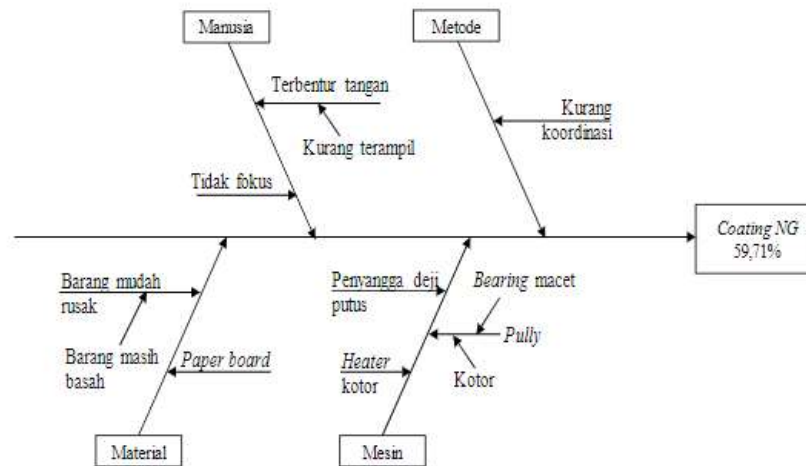 Manusia
Metode
Terbentur tangan
Kurang terampil
Kurang
koordinasi
Tidak fokus
Coating NG
59,71%
Barang mudah
rusak
Barang masih
basah
Paper board
Penyangga deji
putus
Bearing macet
Pully
Heater
kotor
Kotor
Material
Mesin